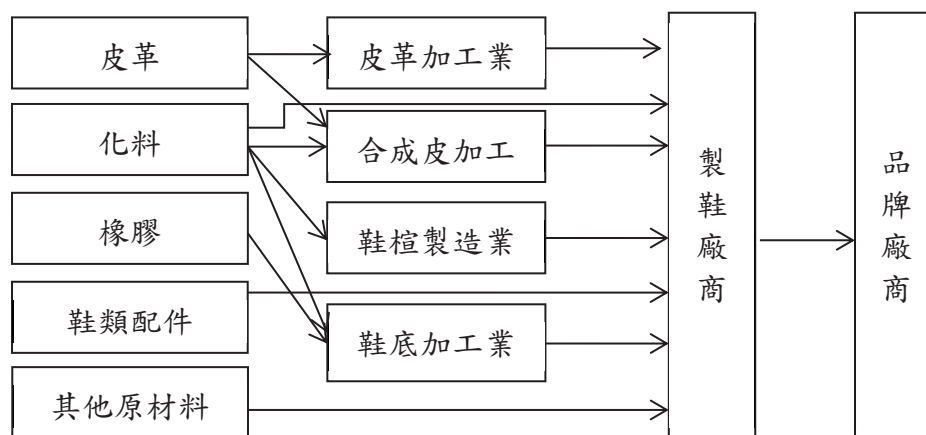 皮革
皮革加工業
化料
合成皮加工
橡膠
鞋楦製造業
鞋類配件
鞋底加工業
其他原材料
製鞋廠商
品牌廠商